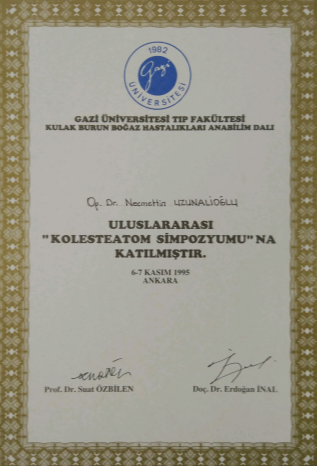 1982
Gazi
ÜNİVERSİTESİ
GAZİ ÜNİVERSİTESİ TIP FAKÜLTESİ
KULAK BURUN BOĞAZ HASTALIKLARI ANABİLİM DALI
Op. Dr. Necmettin UZUNALİOĞLU
ULUSLARARASI
"KOLESTEATOM SİMPOZYUMU" NA
KATILMIŞTIR.
6-7 KASIM 1995
ANKARA
Prof. Dr. Suat ÖZBİLEN
Doç. Dr. Erdoğan İNAL